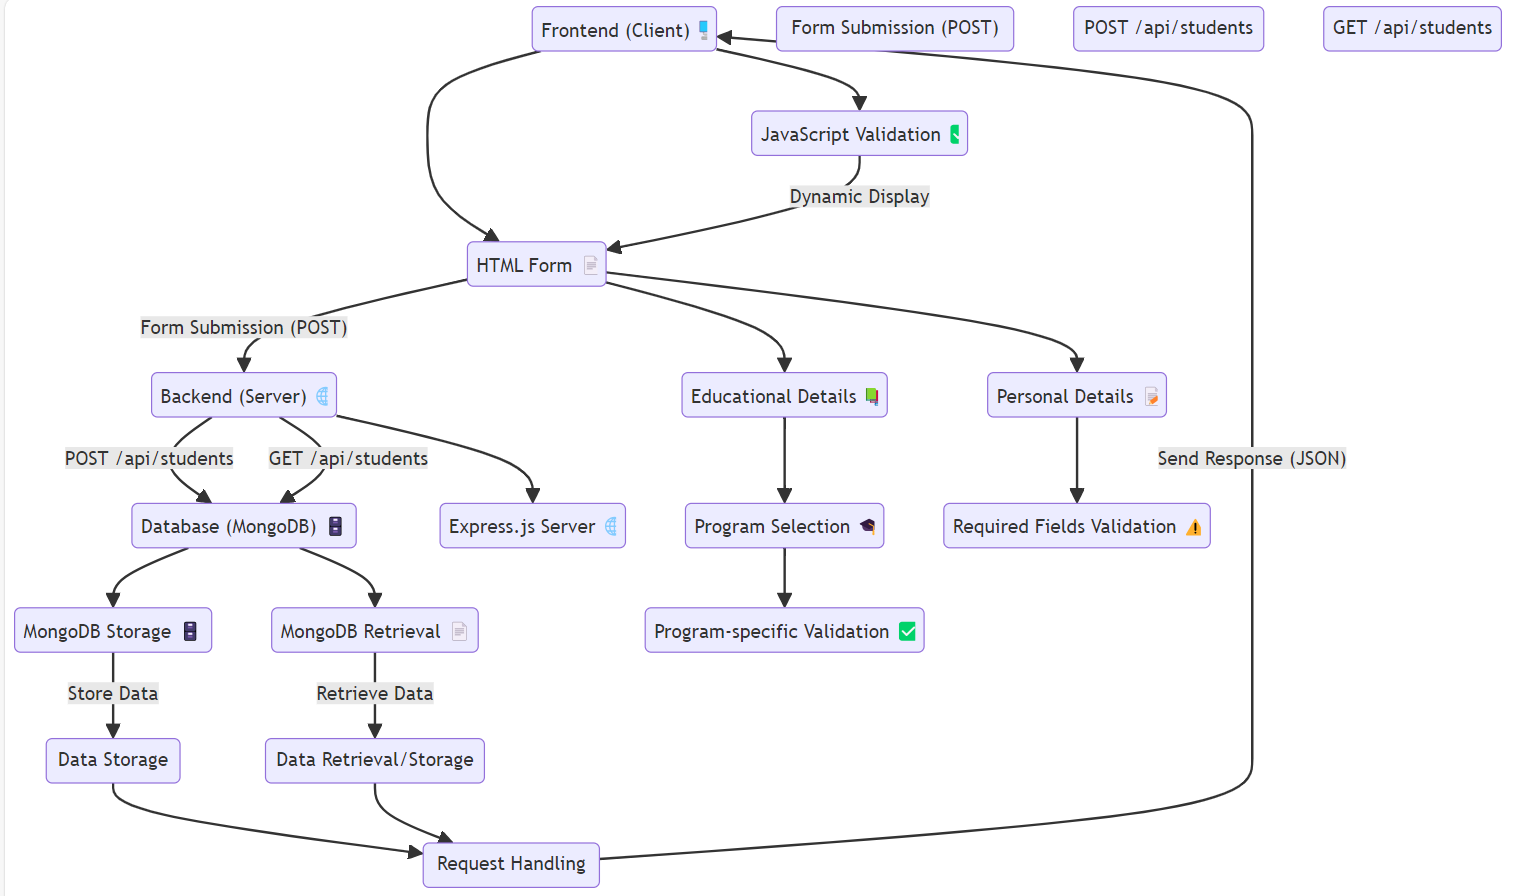 Frontend (Client)
Form Submission (POST)
POST /api/students
GET /api/students
JavaScript Validation
Dynamic Display
HTML Form
Form Submission (POST)
Backend (Server)
Educational Details
Personal Details
POST /api/students
GET /api/students
Send Response (JSON)
Database (MongoDB)
Express.js Server
Program Selection
Required Fields Validation
MongoDB Storage
MongoDB Retrieval
Program-specific Validation
Store Data
Retrieve Data
Data Storage
Data Retrieval/Storage
Request Handling